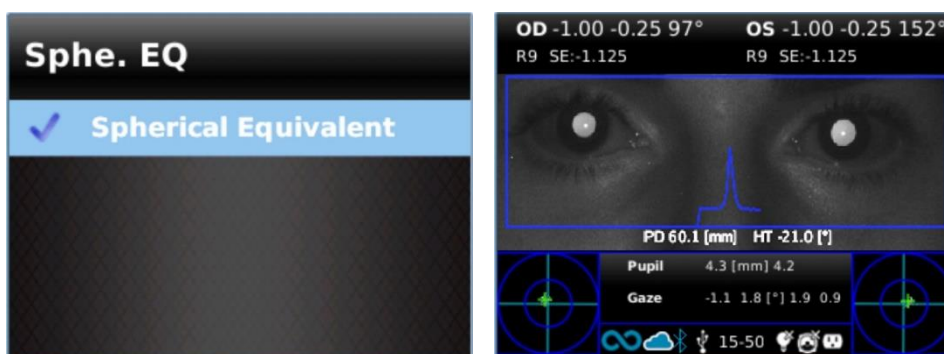 Sphe. EQ
Spherical Equivalent
OD -1.00 -0.25 97° OS -1.00 -0.25 152°
R9 SE:-1.125 R9 SE:-1.125
PD 60.1 [mm] HT -21.0 [°]
Pupil 4.3 [mm] 4.2
Gaze -1.1 1.8 [°] 1.9 0.9
15-50